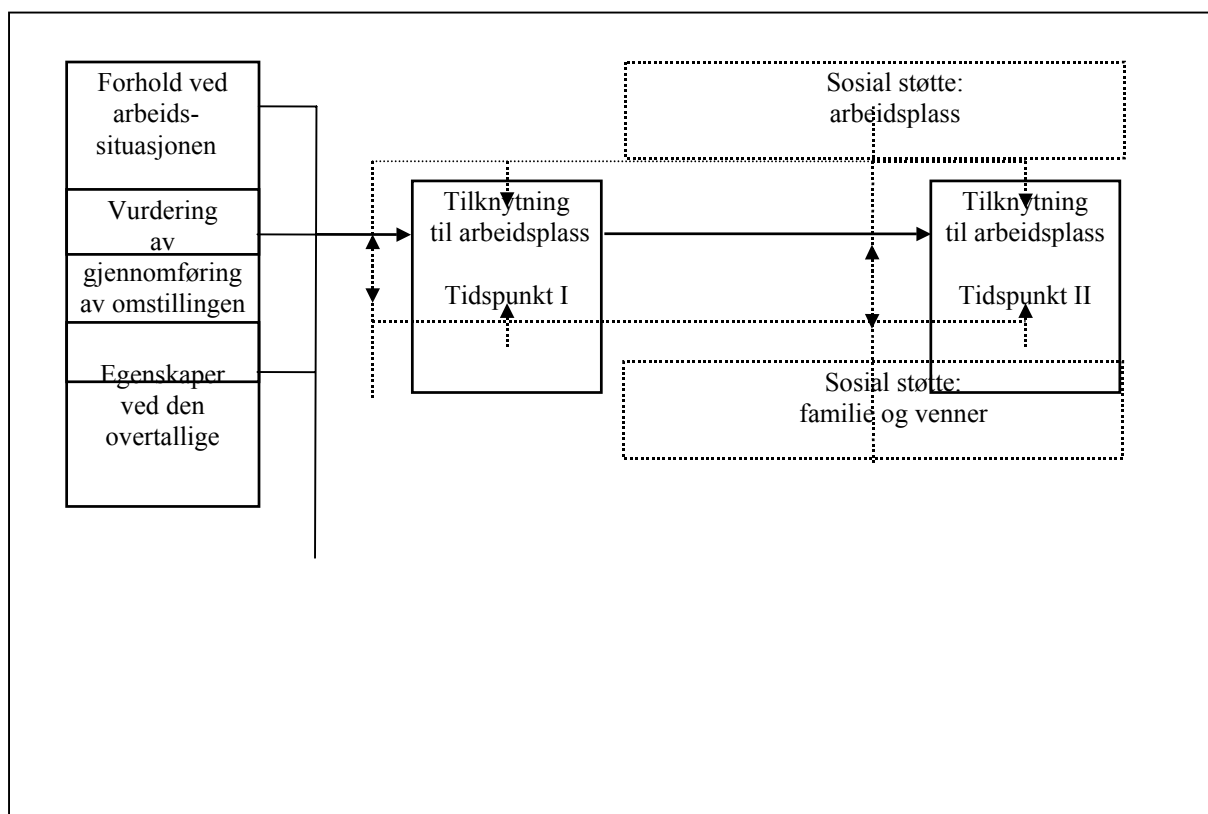 Forhold ved
arbeids-
situasjonen
Vurdering
av
gjennomføring
av omstillingen
Egenskaper
ved den
overtallige
Tilknytning
til arbeidsplass
Tidspunkt I
Sosial støtte:
arbeidsplass
Tilknytning
til arbeidsplass
Tidspunkt II
Sosial støtte:
familie og venner